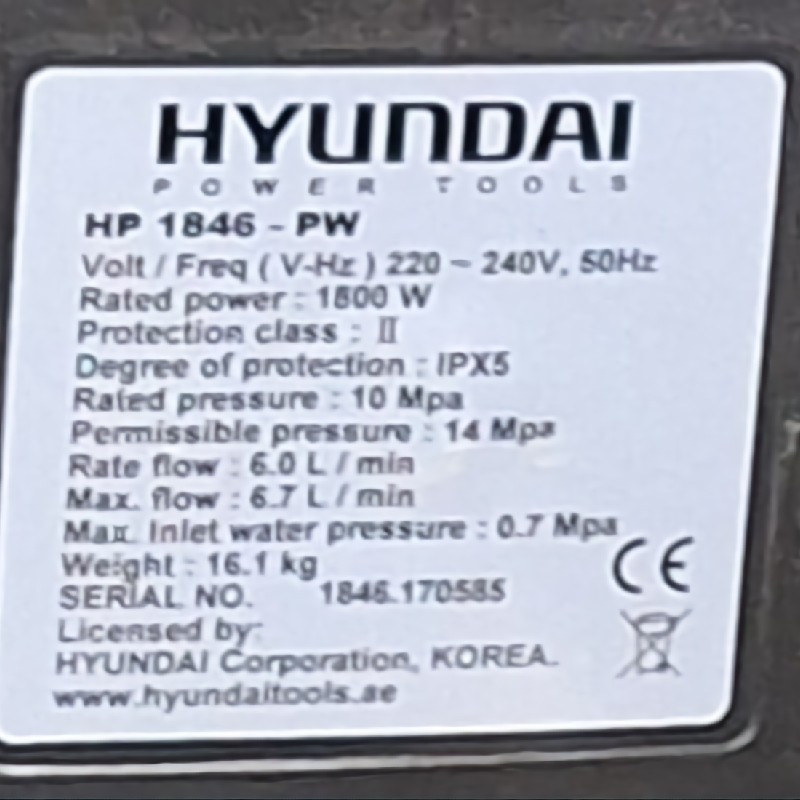 HYUNDAI
POWER TOOLS
HP 1846 - PW
Volt / Freq ( V-Hz ) 220 ~ 240V, 50Hz
Rated power : 1800 W
Protection class : II
Degree of protection : IPX5
Rated pressure : 10 Mpa
Permissible pressure : 14 Mpa
Rate flow : 6.0 L / min
Max. flow : 6.7 L / min
Max. Inlet water pressure : 0.7 Mpa
Weight : 16.1 kg
SERIAL NO. 1846.170585
Licensed by:
HYUNDAI Corporation, KOREA.
www.hyundaitools.ae
CE